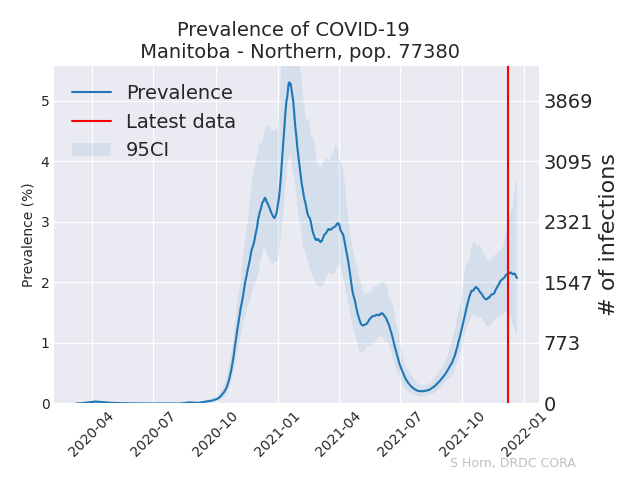 Prevalence of COVID-19
Manitoba - Northern, pop. 77380
Prevalence
Latest data
95CI
Prevalence (%)
5
4
3
2
1
0
3869
3095
2321
1547
773
0
# of infections
2020-04
2020-07
2020-10
2021-01
2021-04
2021-07
2021-10
2022-01
S Horn, DRDC CORA